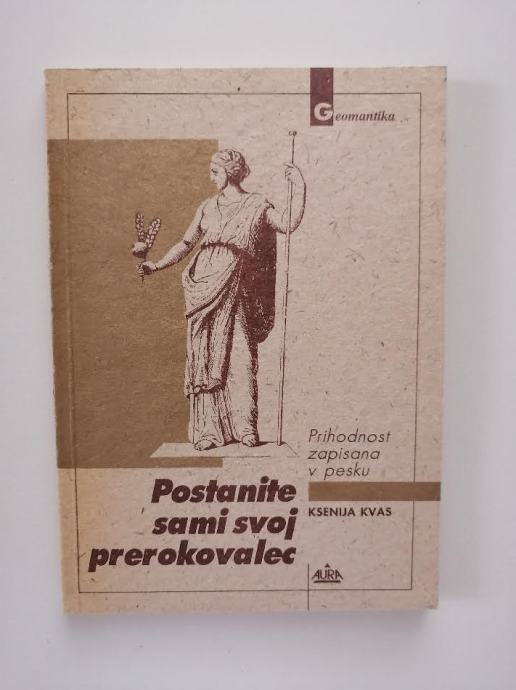 Geomantika
Prihodnost
zapisana
v pesku
Postanite
sami svoj
prerokovalec
KSENIJA KVAS
AURA